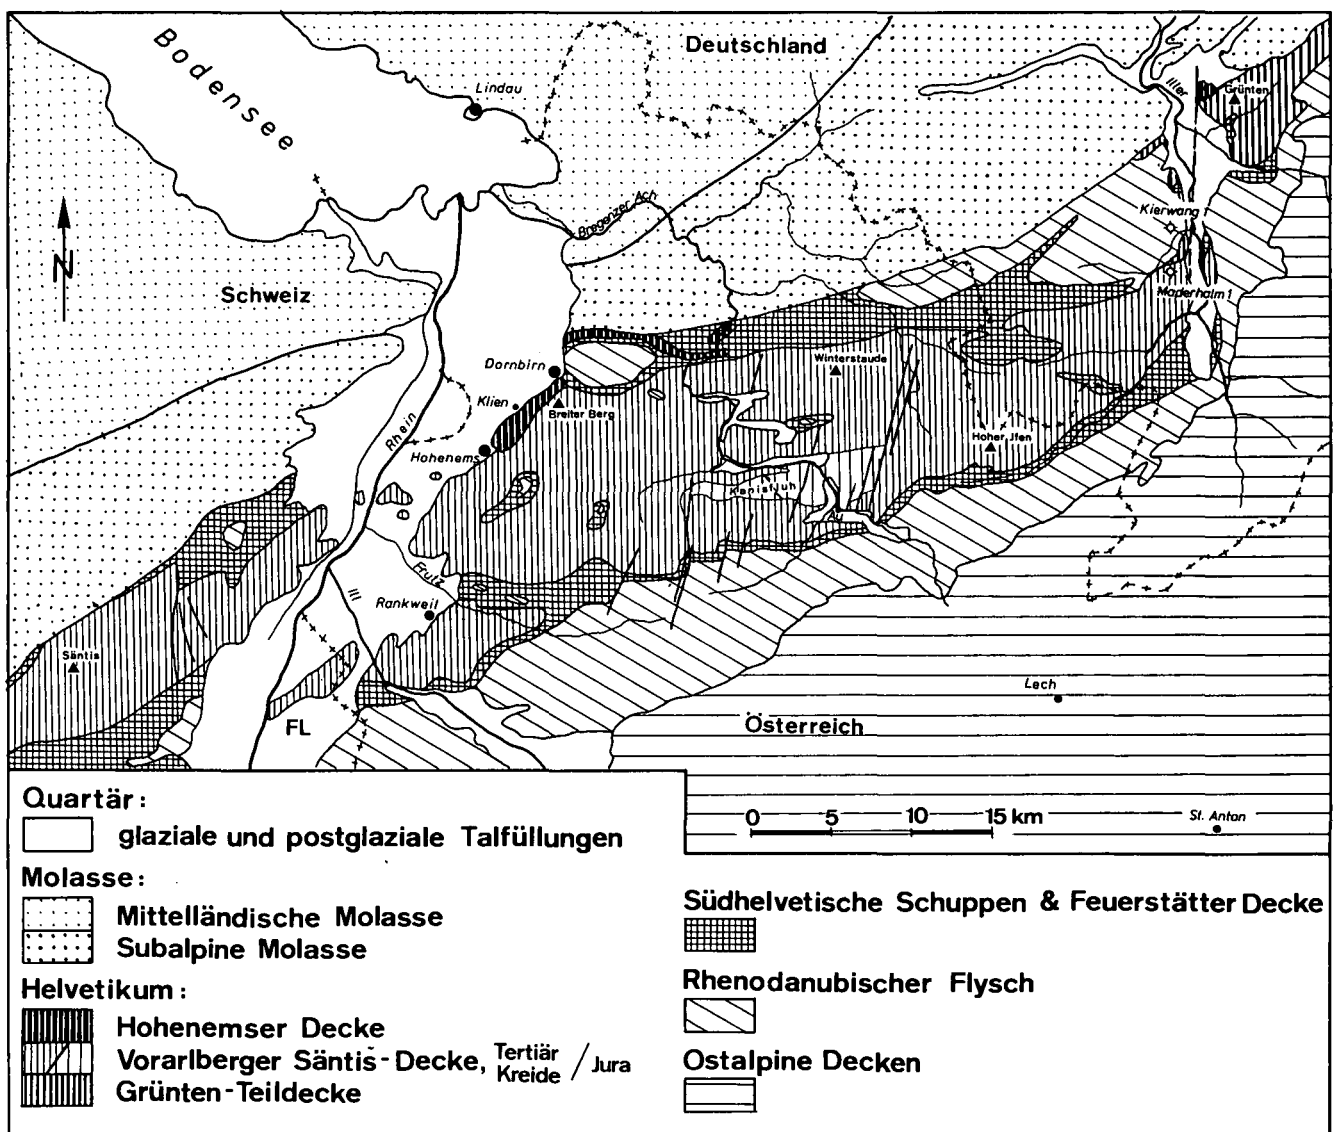 Bodensee
Deutschland
Lindau
Iller
Grünten
Bregenzer Ach
Kierwang 1
N
Schweiz
Maderhalm 1
Dornbirn
Winterstaude
Klien
Breiter Berg
Rhein
Hoher Ifen
Hohenems
Kanisfluh
Au
Frutz
Rankweil
Säntis
Lech
FL
Österreich
Quartär:
glaziale und postglaziale Talfüllungen
0 5 10 15 km
St. Anton
Molasse:
Mittelländische Molasse
Subalpine Molasse
Helvetikum:
Hohenemser Decke
Vorarlberger Säntis-Decke, Tertiär Kreide / Jura
Grünten-Teildecke
Südhelvetische Schuppen & Feuerstätter Decke
Rhenodanubischer Flysch
Ostalpine Decken